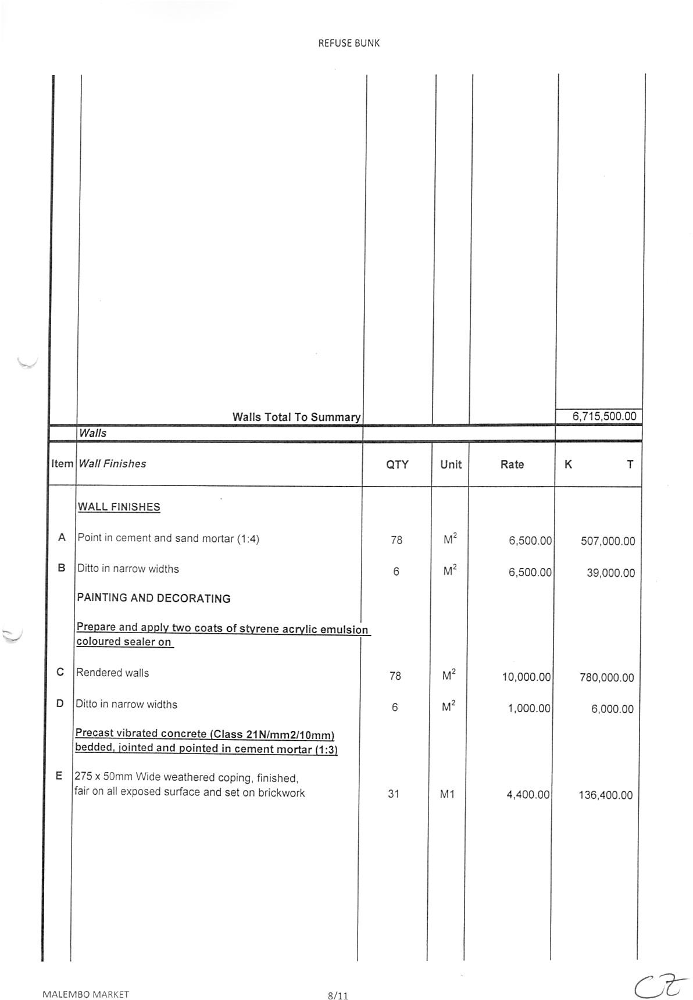 REFUSE BUNK
Walls Total To Summary 6,715,500.00
Walls
Item Wall Finishes QTY Unit Rate K T
WALL FINISHES
A Point in cement and sand mortar (1:4) 78 M² 6,500.00 507,000.00
B Ditto in narrow widths 6 M² 6,500.00 39,000.00
PAINTING AND DECORATING
Prepare and apply two coats of styrene acrylic emulsion
coloured sealer on
C Rendered walls 78 M² 10,000.00 780,000.00
D Ditto in narrow widths 6 M² 1,000.00 6,000.00
Precast vibrated concrete (Class 21N/mm2/10mm)
bedded, jointed and pointed in cement mortar (1:3)
E 275 x 50mm Wide weathered coping, finished,
fair on all exposed surface and set on brickwork 31 M1 4,400.00 136,400.00
MALEMBO MARKET 8/11